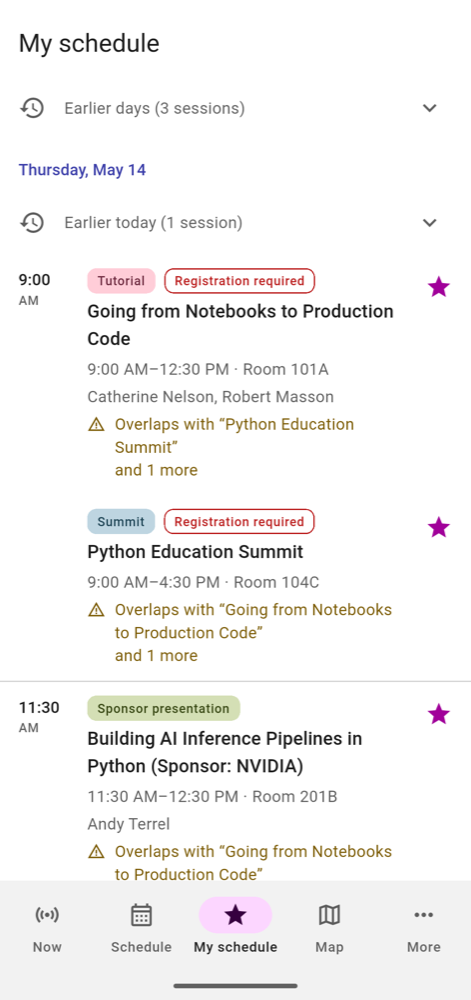 My schedule
Earlier days (3 sessions)
Thursday, May 14
Earlier today (1 session)
9:00
AM
Tutorial
Registration required
Going from Notebooks to Production
Code
9:00 AM–12:30 PM · Room 101A
Catherine Nelson, Robert Masson
Overlaps with “Python Education
Summit”
and 1 more
Summit
Registration required
Python Education Summit
9:00 AM–4:30 PM · Room 104C
Overlaps with “Going from Notebooks
to Production Code”
and 1 more
11:30
AM
Sponsor presentation
Building AI Inference Pipelines in
Python (Sponsor: NVIDIA)
11:30 AM–12:30 PM · Room 201B
Andy Terrel
Overlaps with “Going from Notebooks
to Production Code”
Now
Schedule
My schedule
Map
More